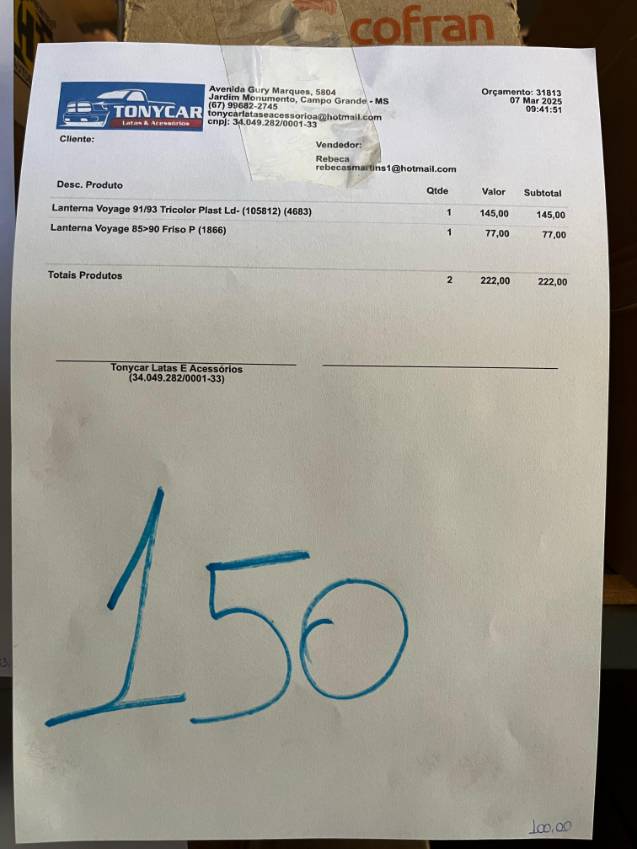 cofran
TONYCAR
Latas & Acessórios
Avenida Gury Marques, 5804
Jardim Monumento, Campo Grande - MS
(67) 99682-2745
tonycarlataseacessorioa@hotmail.com
cnpj: 34.049.282/0001-33
Orçamento: 31813
07 Mar 2025
09:41:51
Cliente:
Vendedor:
Rebeca
rebecasmartins1@hotmail.com
Desc. Produto Qtde Valor Subtotal
Lanterna Voyage 91/93 Tricolor Plast Ld- (105812) (4683) 1 145,00 145,00
Lanterna Voyage 85>90 Friso P (1866) 1 77,00 77,00
Totais Produtos 2 222,00 222,00
Tonycar Latas E Acessórios
(34.049.282/0001-33)
150
100,00